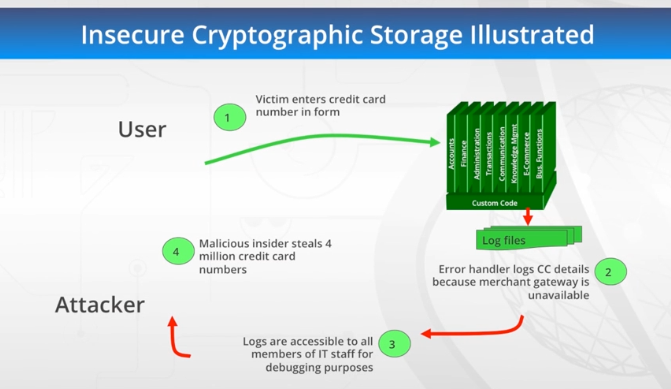 Insecure Cryptographic Storage Illustrated
1
Victim enters credit card
number in form
User
Accounts
Finance
Administration
Transactions
Communication
Knowledge Mgmt
E-Commerce
Bus. Functions
Custom Code
Log files
4
Malicious insider steals 4
million credit card
numbers
Error handler logs CC details
because merchant gateway is
unavailable
2
Attacker
Logs are accessible to all
members of IT staff for
debugging purposes
3